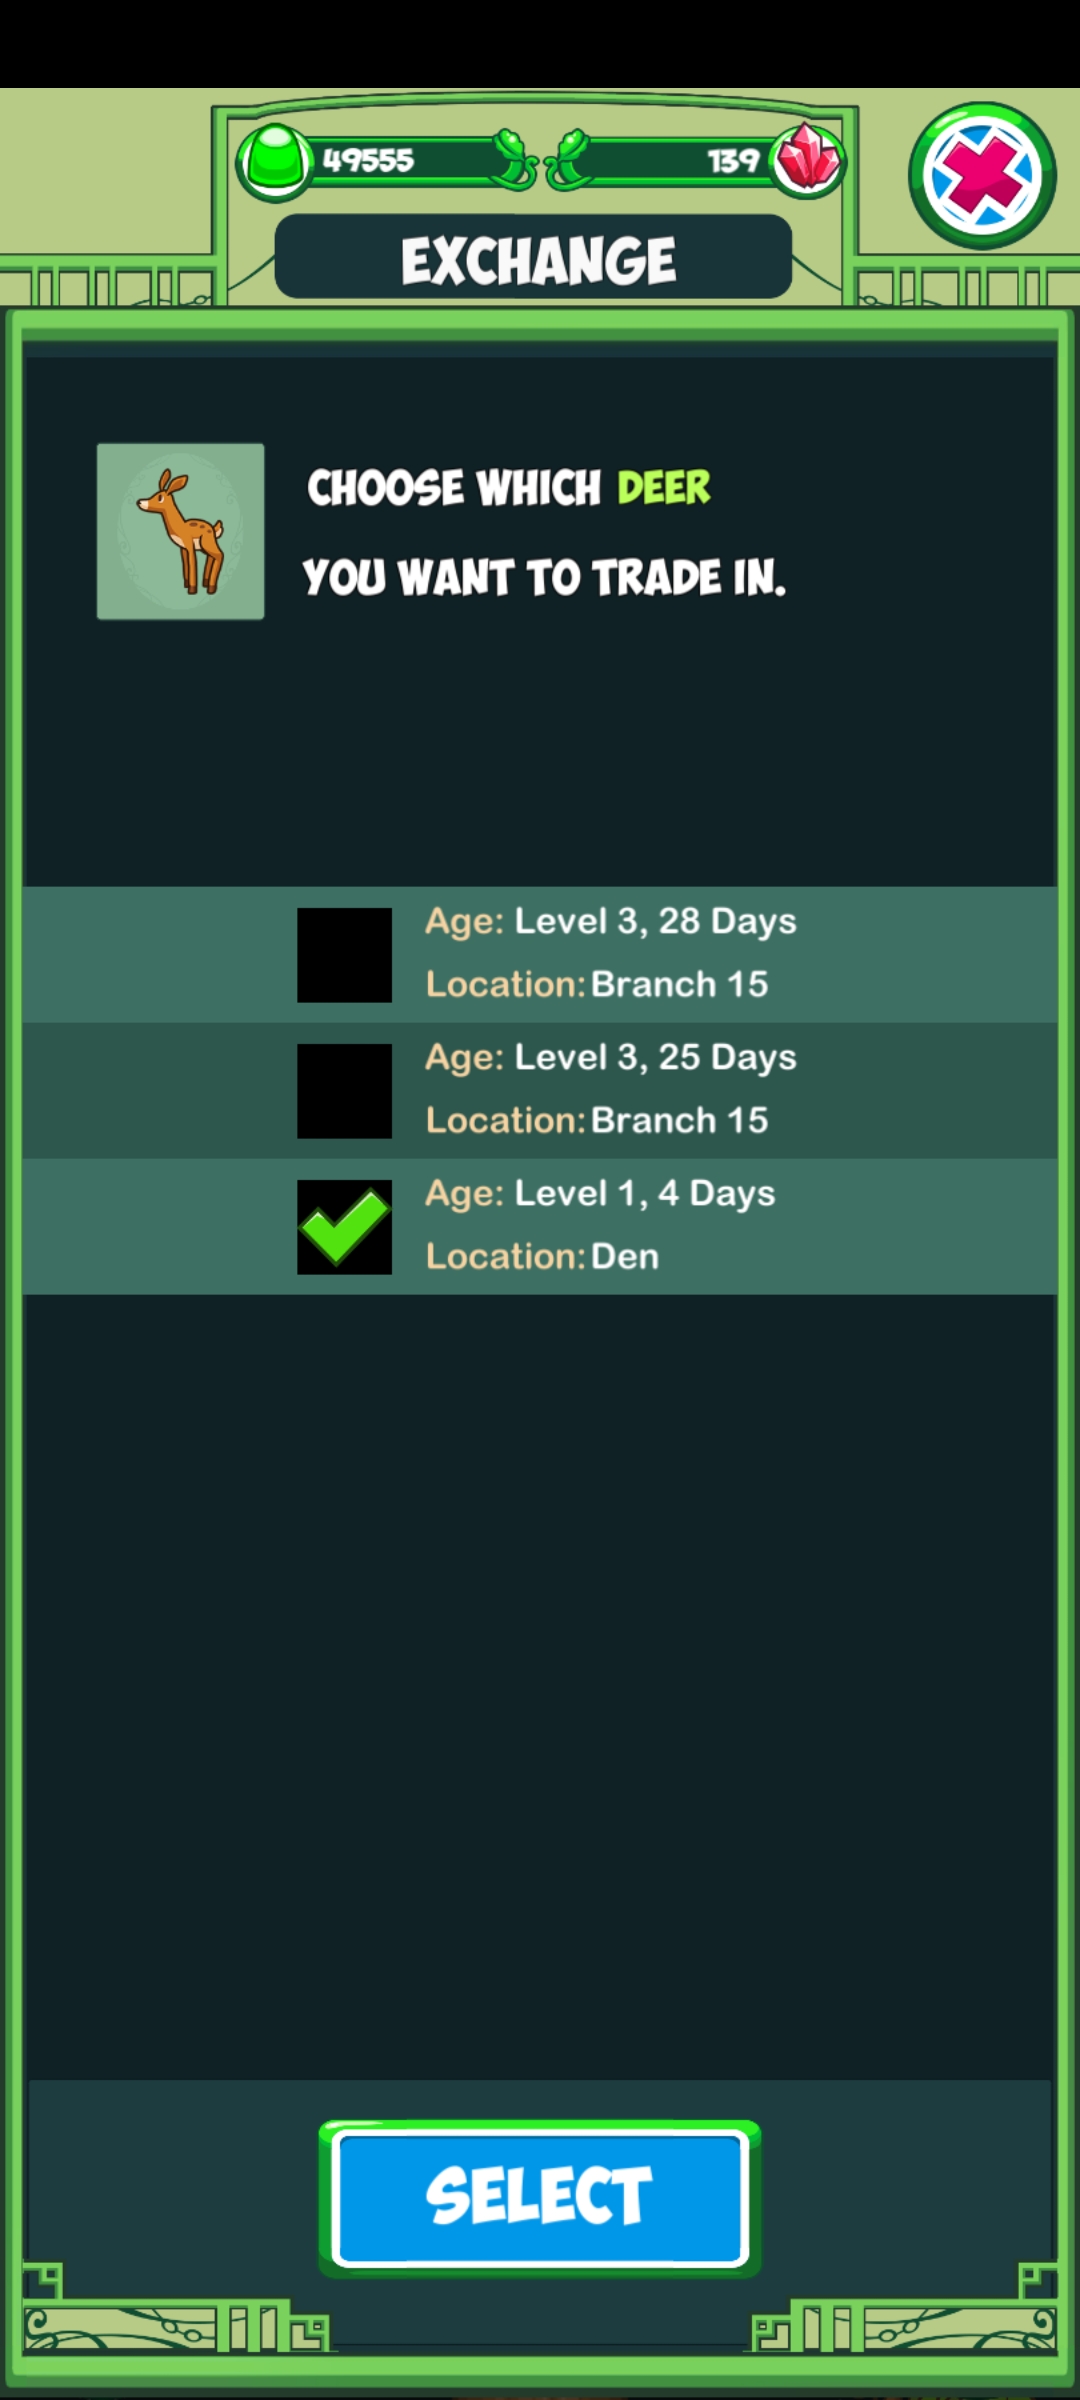 49555
139
EXCHANGE
CHOOSE WHICH DEER
YOU WANT TO TRADE IN.
Age: Level 3, 28 Days
Location: Branch 15
Age: Level 3, 25 Days
Location: Branch 15
Age: Level 1, 4 Days
Location: Den
SELECT